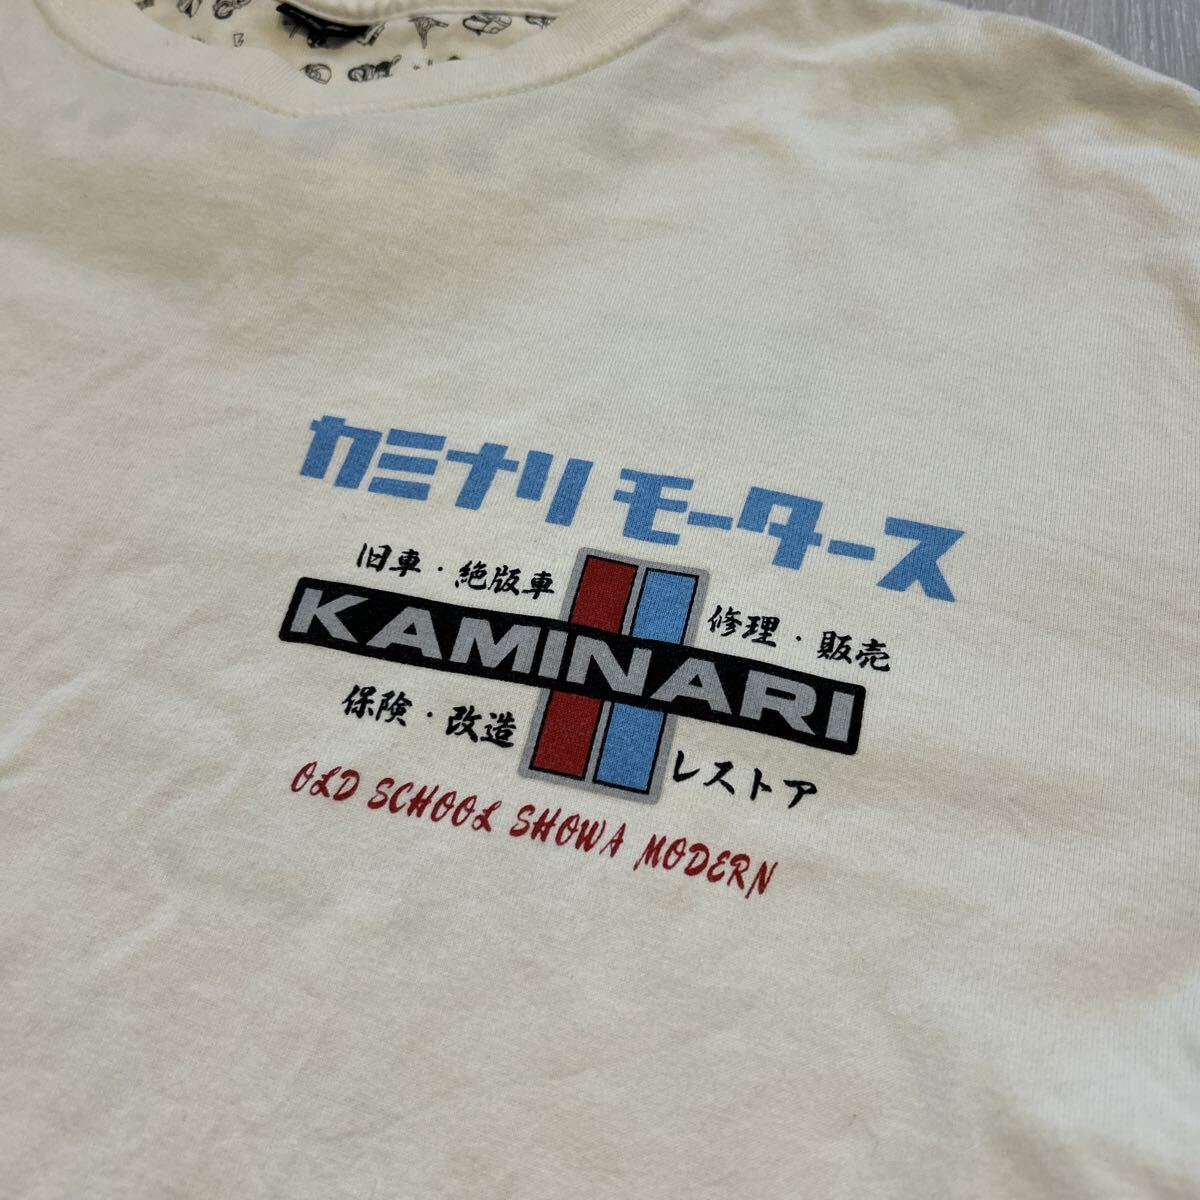 カミナリ モータース
旧車・絶版車
修理・販売
KAMINARI
保険・改造
レストア
OLD SCHOOL SHOWA MODERN